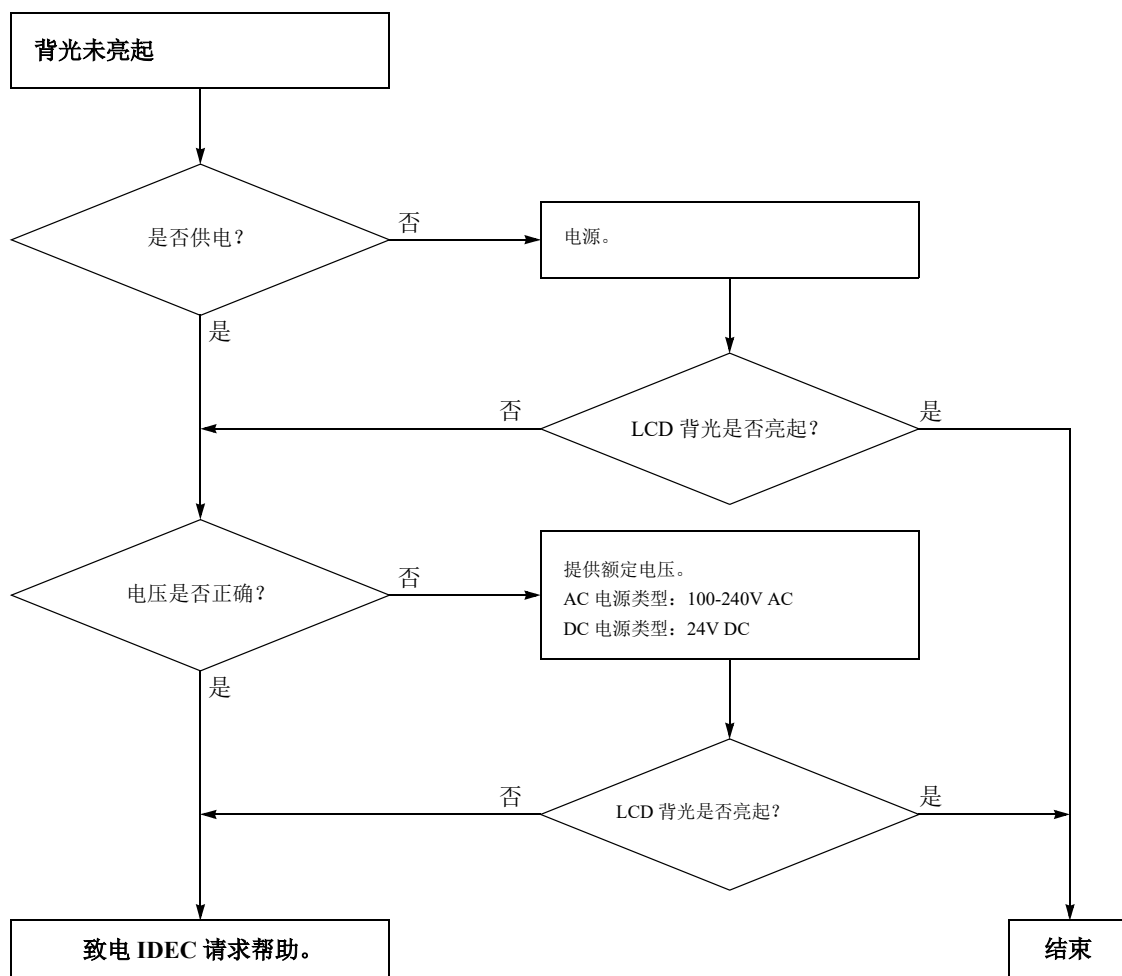 背光未亮起
是否供电？
否
电源。
是
否
LCD 背光是否亮起？
是
电压是否正确？
否
提供额定电压。
AC 电源类型：100-240V AC
DC 电源类型：24V DC
是
否
LCD 背光是否亮起？
是
致电 IDEC 请求帮助。
结束